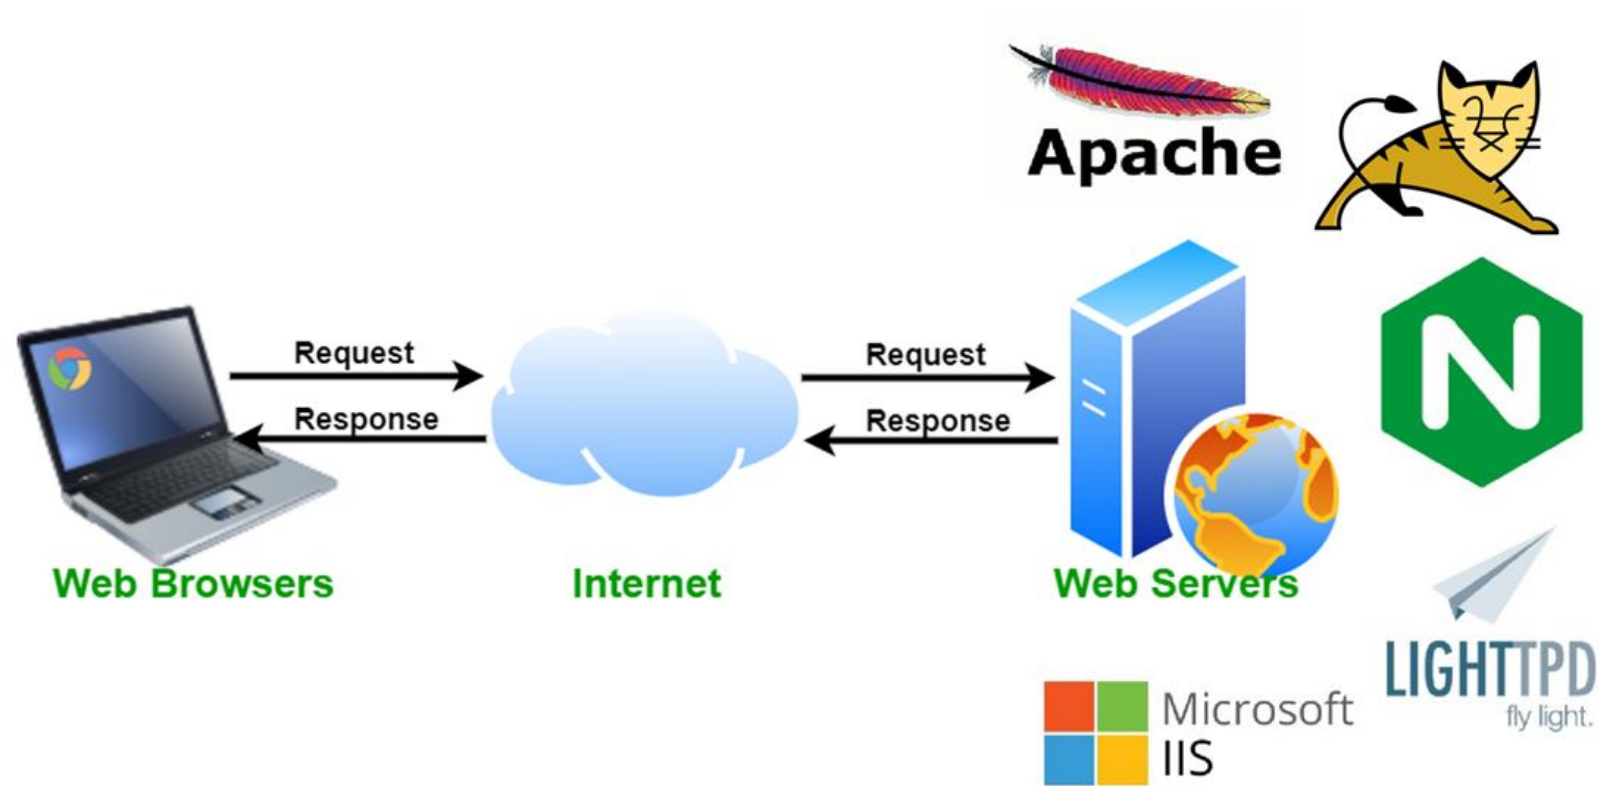 Apache
Request
Response
Request
Response
N
Web Browsers
Internet
Web Servers
LIGHTTPD
fly light.
Microsoft
IIS